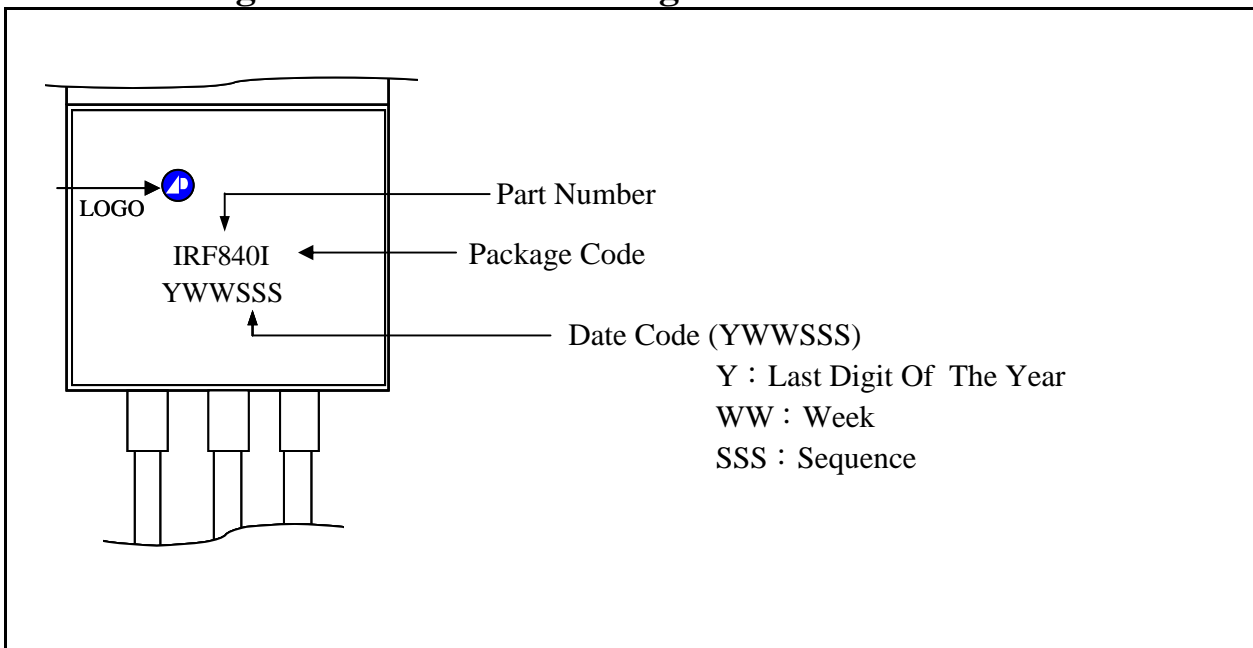 LOGO
Part Number
IRF840I
Package Code
YWWSSS
Date Code (YWWSSS)
Y：Last Digit Of The Year
WW：Week
SSS：Sequence